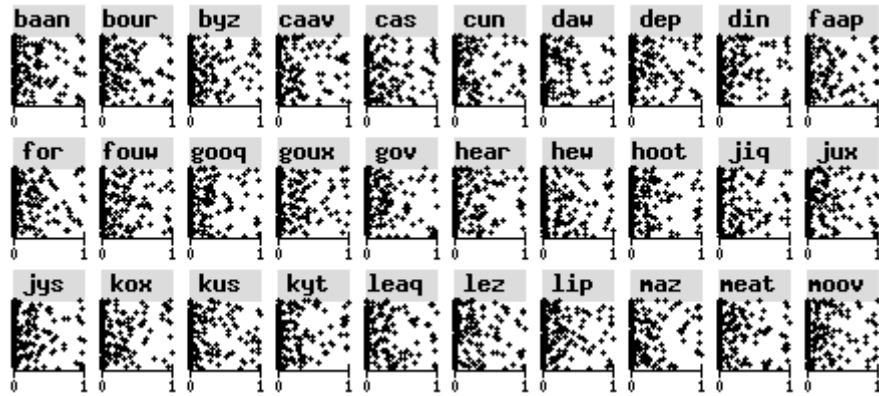 baan bour byz caav cas cun daw dep din faap
0 1 0 1 0 1 0 1 0 1 0 1 0 1 0 1 0 1 0 1
for fouw gooq goux gov hear hew hoot jiq jux
0 1 0 1 0 1 0 1 0 1 0 1 0 1 0 1 0 1 0 1
jys kox kus kyt leaq lez lip maz meat moov
0 1 0 1 0 1 0 1 0 1 0 1 0 1 0 1 0 1 0 1